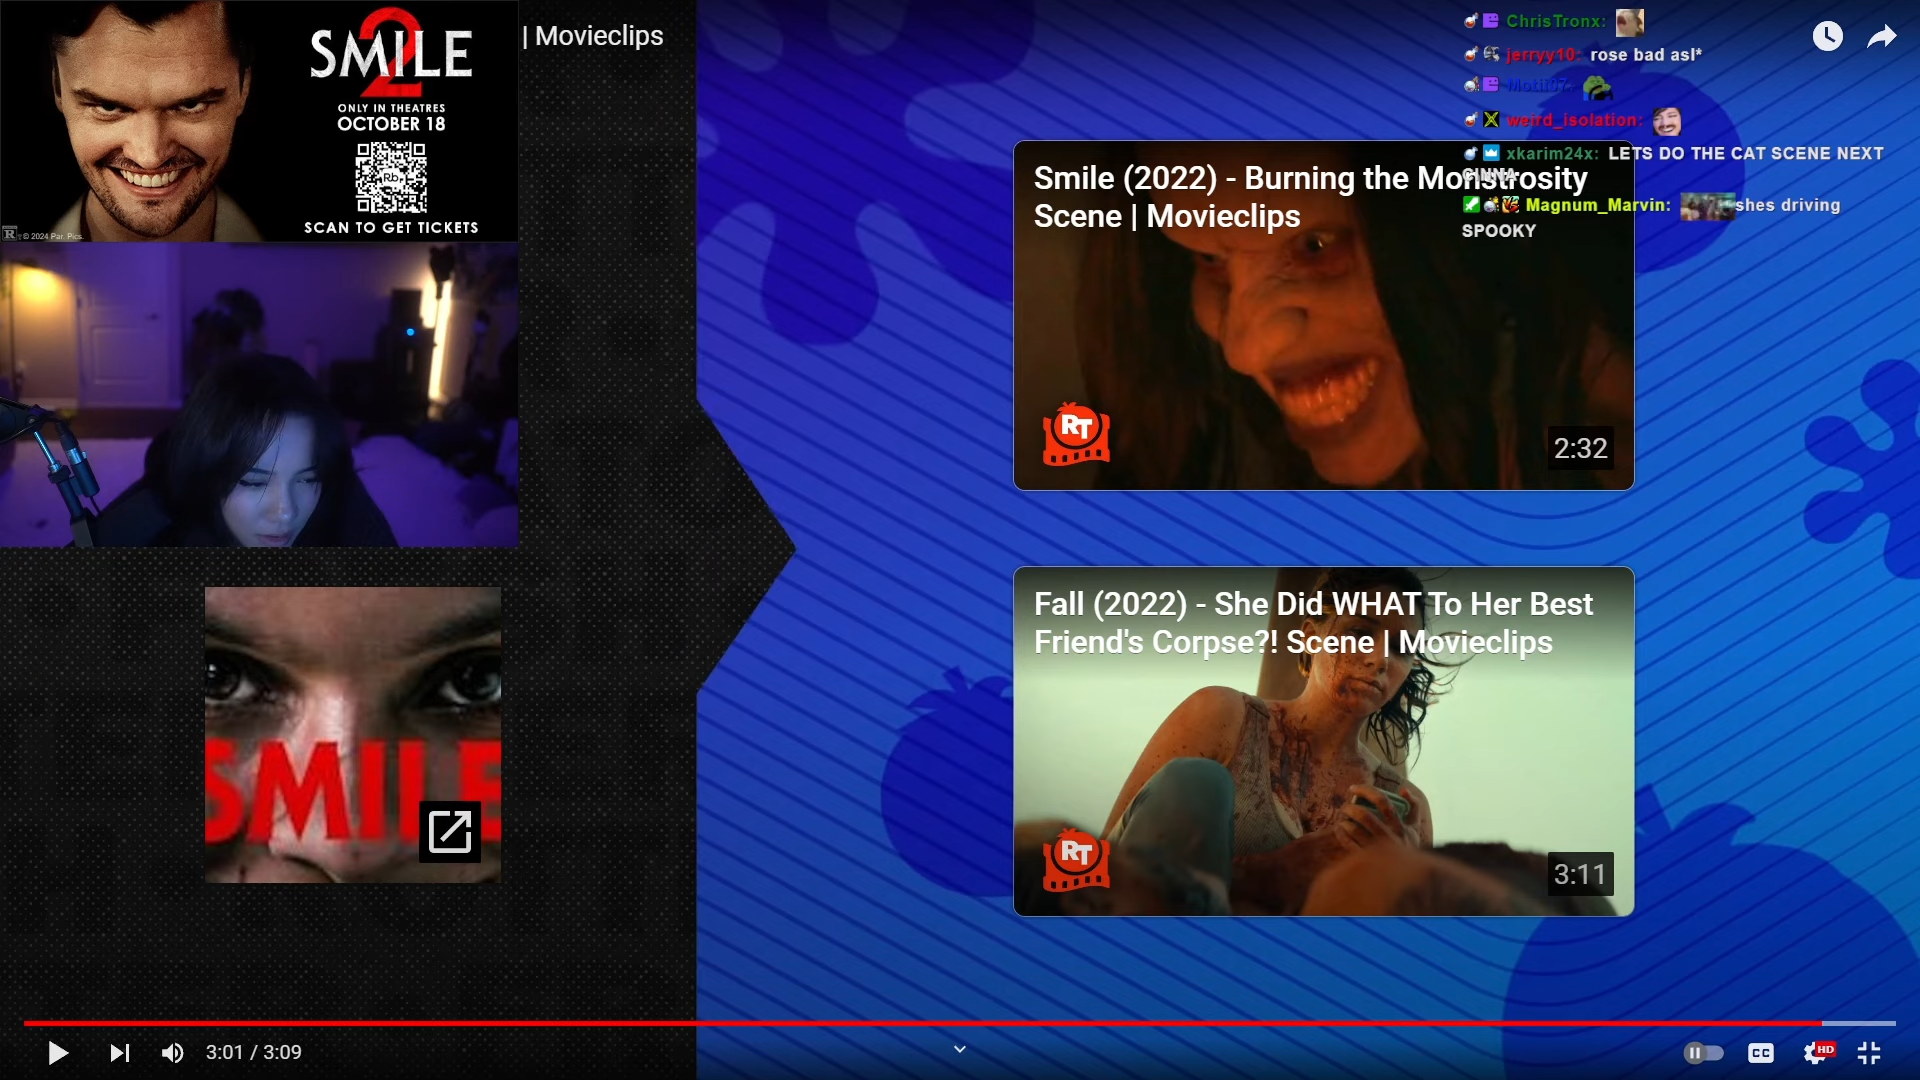 SMILE
2
ONLY IN THEATRES
OCTOBER 18
Rb
SCAN TO GET TICKETS
R © 2024 Par. Pics.
| Movieclips
ChrisTronx:
jerryy10: rose bad asl*
Motii07:
weird_isolation:
xkarim24x: LETS DO THE CAT SCENE NEXT
CINNA
Magnum_Marvin: shes driving
SPOOKY
Smile (2022) - Burning the Monstrosity
Scene | Movieclips
RT
2:32
Fall (2022) - She Did WHAT To Her Best
Friend's Corpse?! Scene | Movieclips
RT
3:11
SMILE
3:01 / 3:09
CC
HD